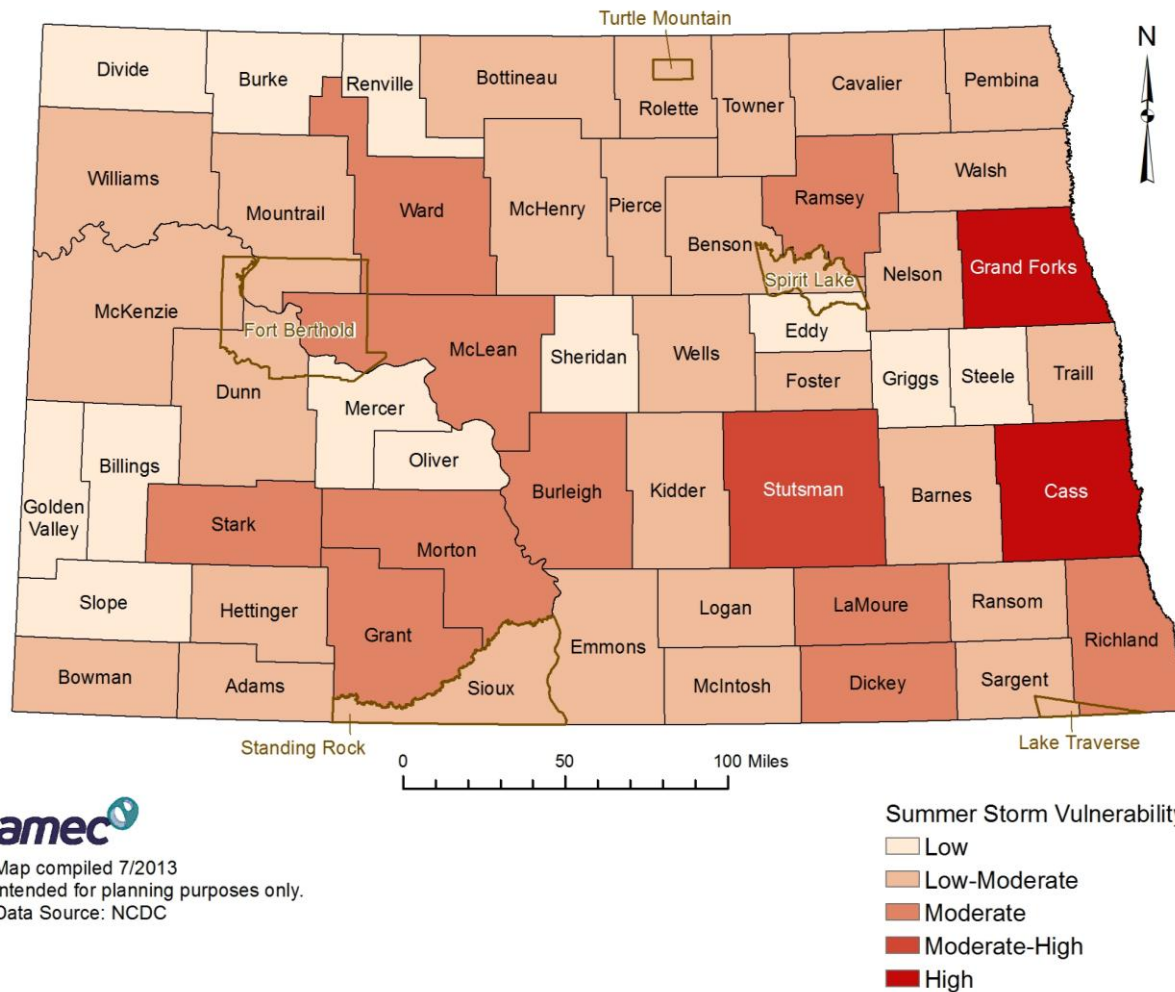 Turtle Mountain
N
Divide
Burke
Renville
Bottineau
Rolette
Towner
Cavalier
Pembina
Williams
Mountrail
Ward
McHenry
Pierce
Benson
Ramsey
Walsh
Nelson
Grand Forks
Spirit Lake
McKenzie
Fort Berthold
McLean
Sheridan
Wells
Eddy
Foster
Griggs
Steele
Traill
Dunn
Mercer
Oliver
Billings
Golden
Valley
Stark
Morton
Burleigh
Kidder
Stutsman
Barnes
Cass
Slope
Hettinger
Grant
Emmons
Logan
LaMoure
Ransom
Richland
Bowman
Adams
Sioux
McIntosh
Dickey
Sargent
Standing Rock
Lake Traverse
0 50 100 Miles
amec
Map compiled 7/2013
ntended for planning purposes only.
Data Source: NCDC
Summer Storm Vulnerability
Low
Low-Moderate
Moderate
Moderate-High
High